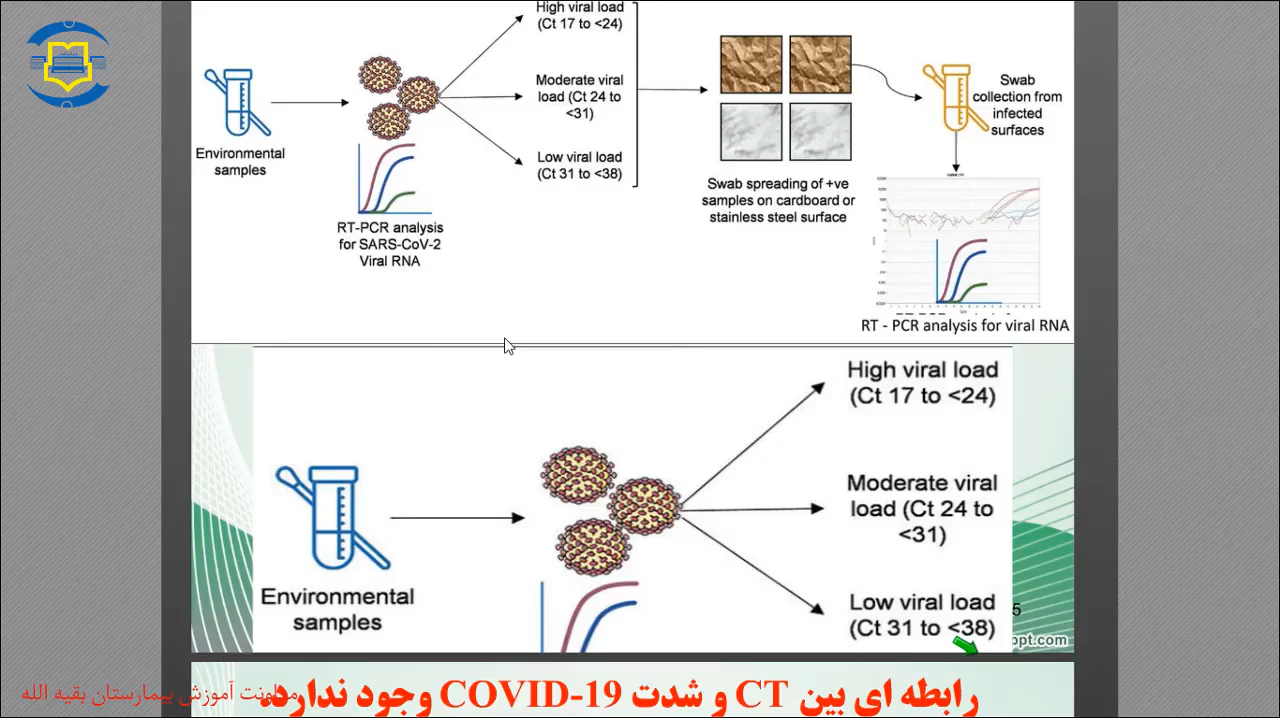 High viral load
(Ct 17 to <24)
Moderate viral
load (Ct 24 to
<31)
Low viral load
(Ct 31 to <38)
Environmental
samples
RT-PCR analysis
for SARS-CoV-2
Viral RNA
Swab spreading of +ve
samples on cardboard or
stainless steel surface
Swab
collection from
infected
surfaces
RT - PCR analysis for viral RNA
High viral load
(Ct 17 to <24)
Moderate viral
load (Ct 24 to
<31)
Low viral load
(Ct 31 to <38)
Environmental
samples
5
ppt.com
رابطه ای بین CT و شدت COVID-19 وجود ندارد.
معاونت آموزش بیمارستان بقیه الله